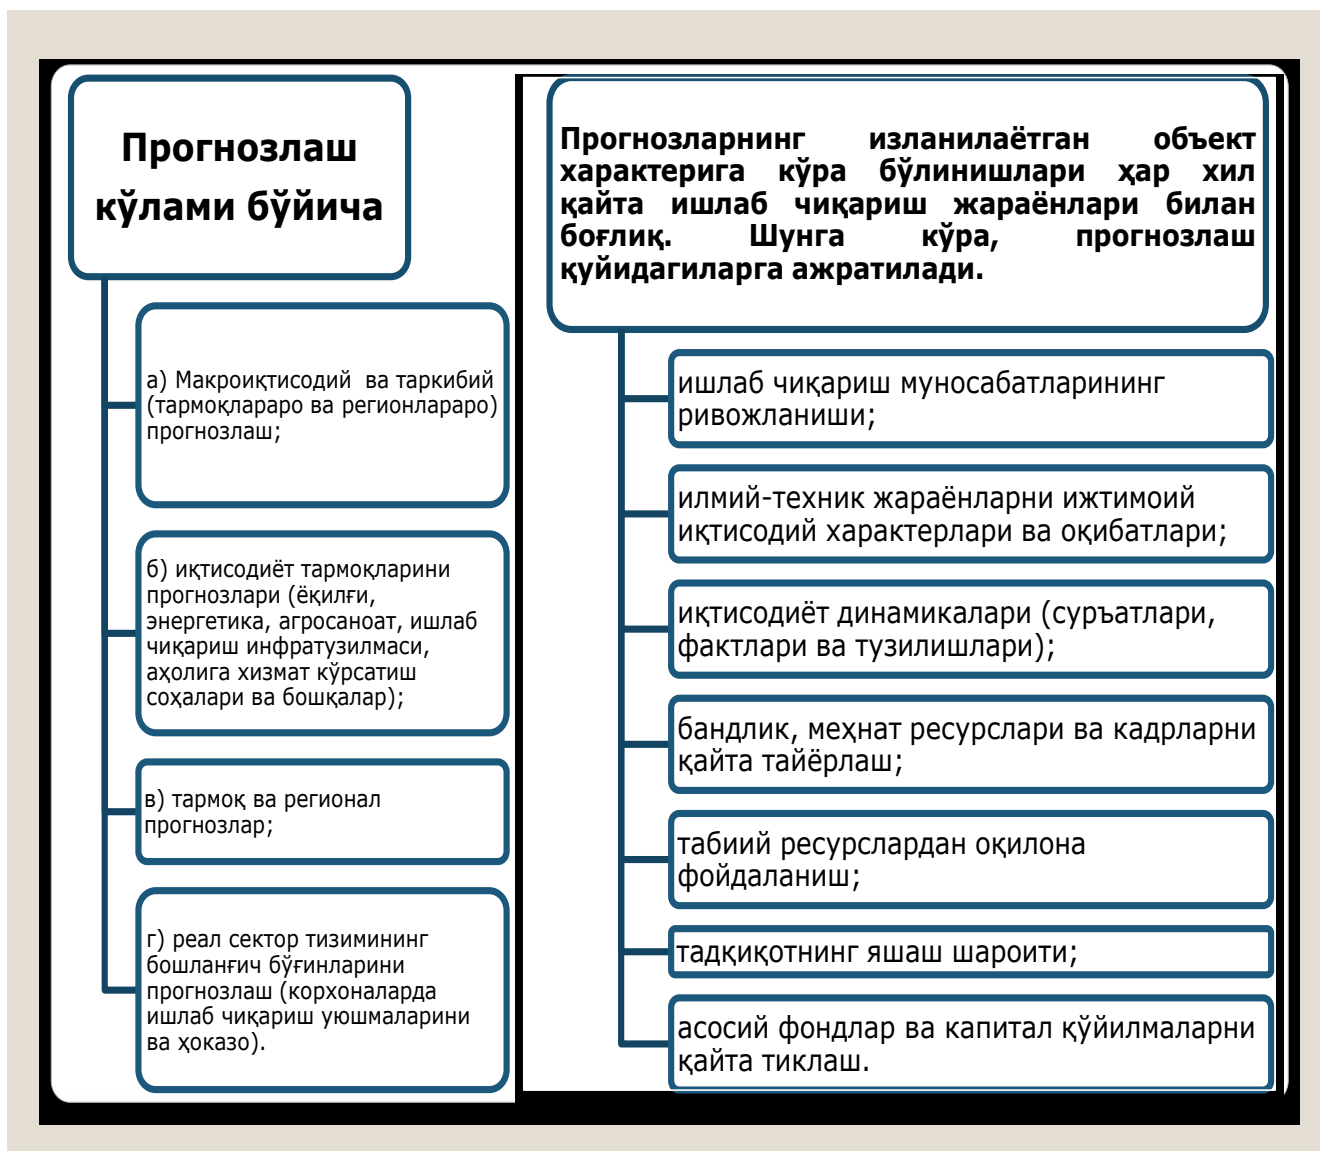 Прогнозлаш
кўлами бўйича
а) Макроиқтисодий ва таркибий
(тармоқлараро ва регионлараро)
прогнозлаш;
б) иқтисодиёт тармоқларини
прогнозлари (ёқилғи,
энергетика, агросаноат, ишлаб
чиқариш инфратузилмаси,
аҳолига хизмат кўрсатиш
соҳалари ва бошқалар);
в) тармоқ ва регионал
прогнозлар;
г) реал сектор тизимининг
бошланғич бўғинларини
прогнозлаш (корхоналарда
ишлаб чиқариш уюшмаларини
ва ҳоказо).
Прогнозларнинг изланилаётган объект
характерига кўра бўлинишлари ҳар хил
қайта ишлаб чиқариш жараёнлари билан
боғлиқ. Шунга кўра, прогнозлаш
қуйидагиларга ажратилади.
ишлаб чиқариш муносабатларининг
ривожланиши;
илмий-техник жараёнларни ижтимоий
иқтисодий характерлари ва оқибатлари;
иқтисодиёт динамикалари (суръатлари,
фактлари ва тузилишлари);
бандлик, меҳнат ресурслари ва кадрларни
қайта тайёрлаш;
табиий ресурслардан оқилона
фойдаланиш;
тадқиқотнинг яшаш шароити;
асосий фондлар ва капитал қўйилмаларни
қайта тиклаш.